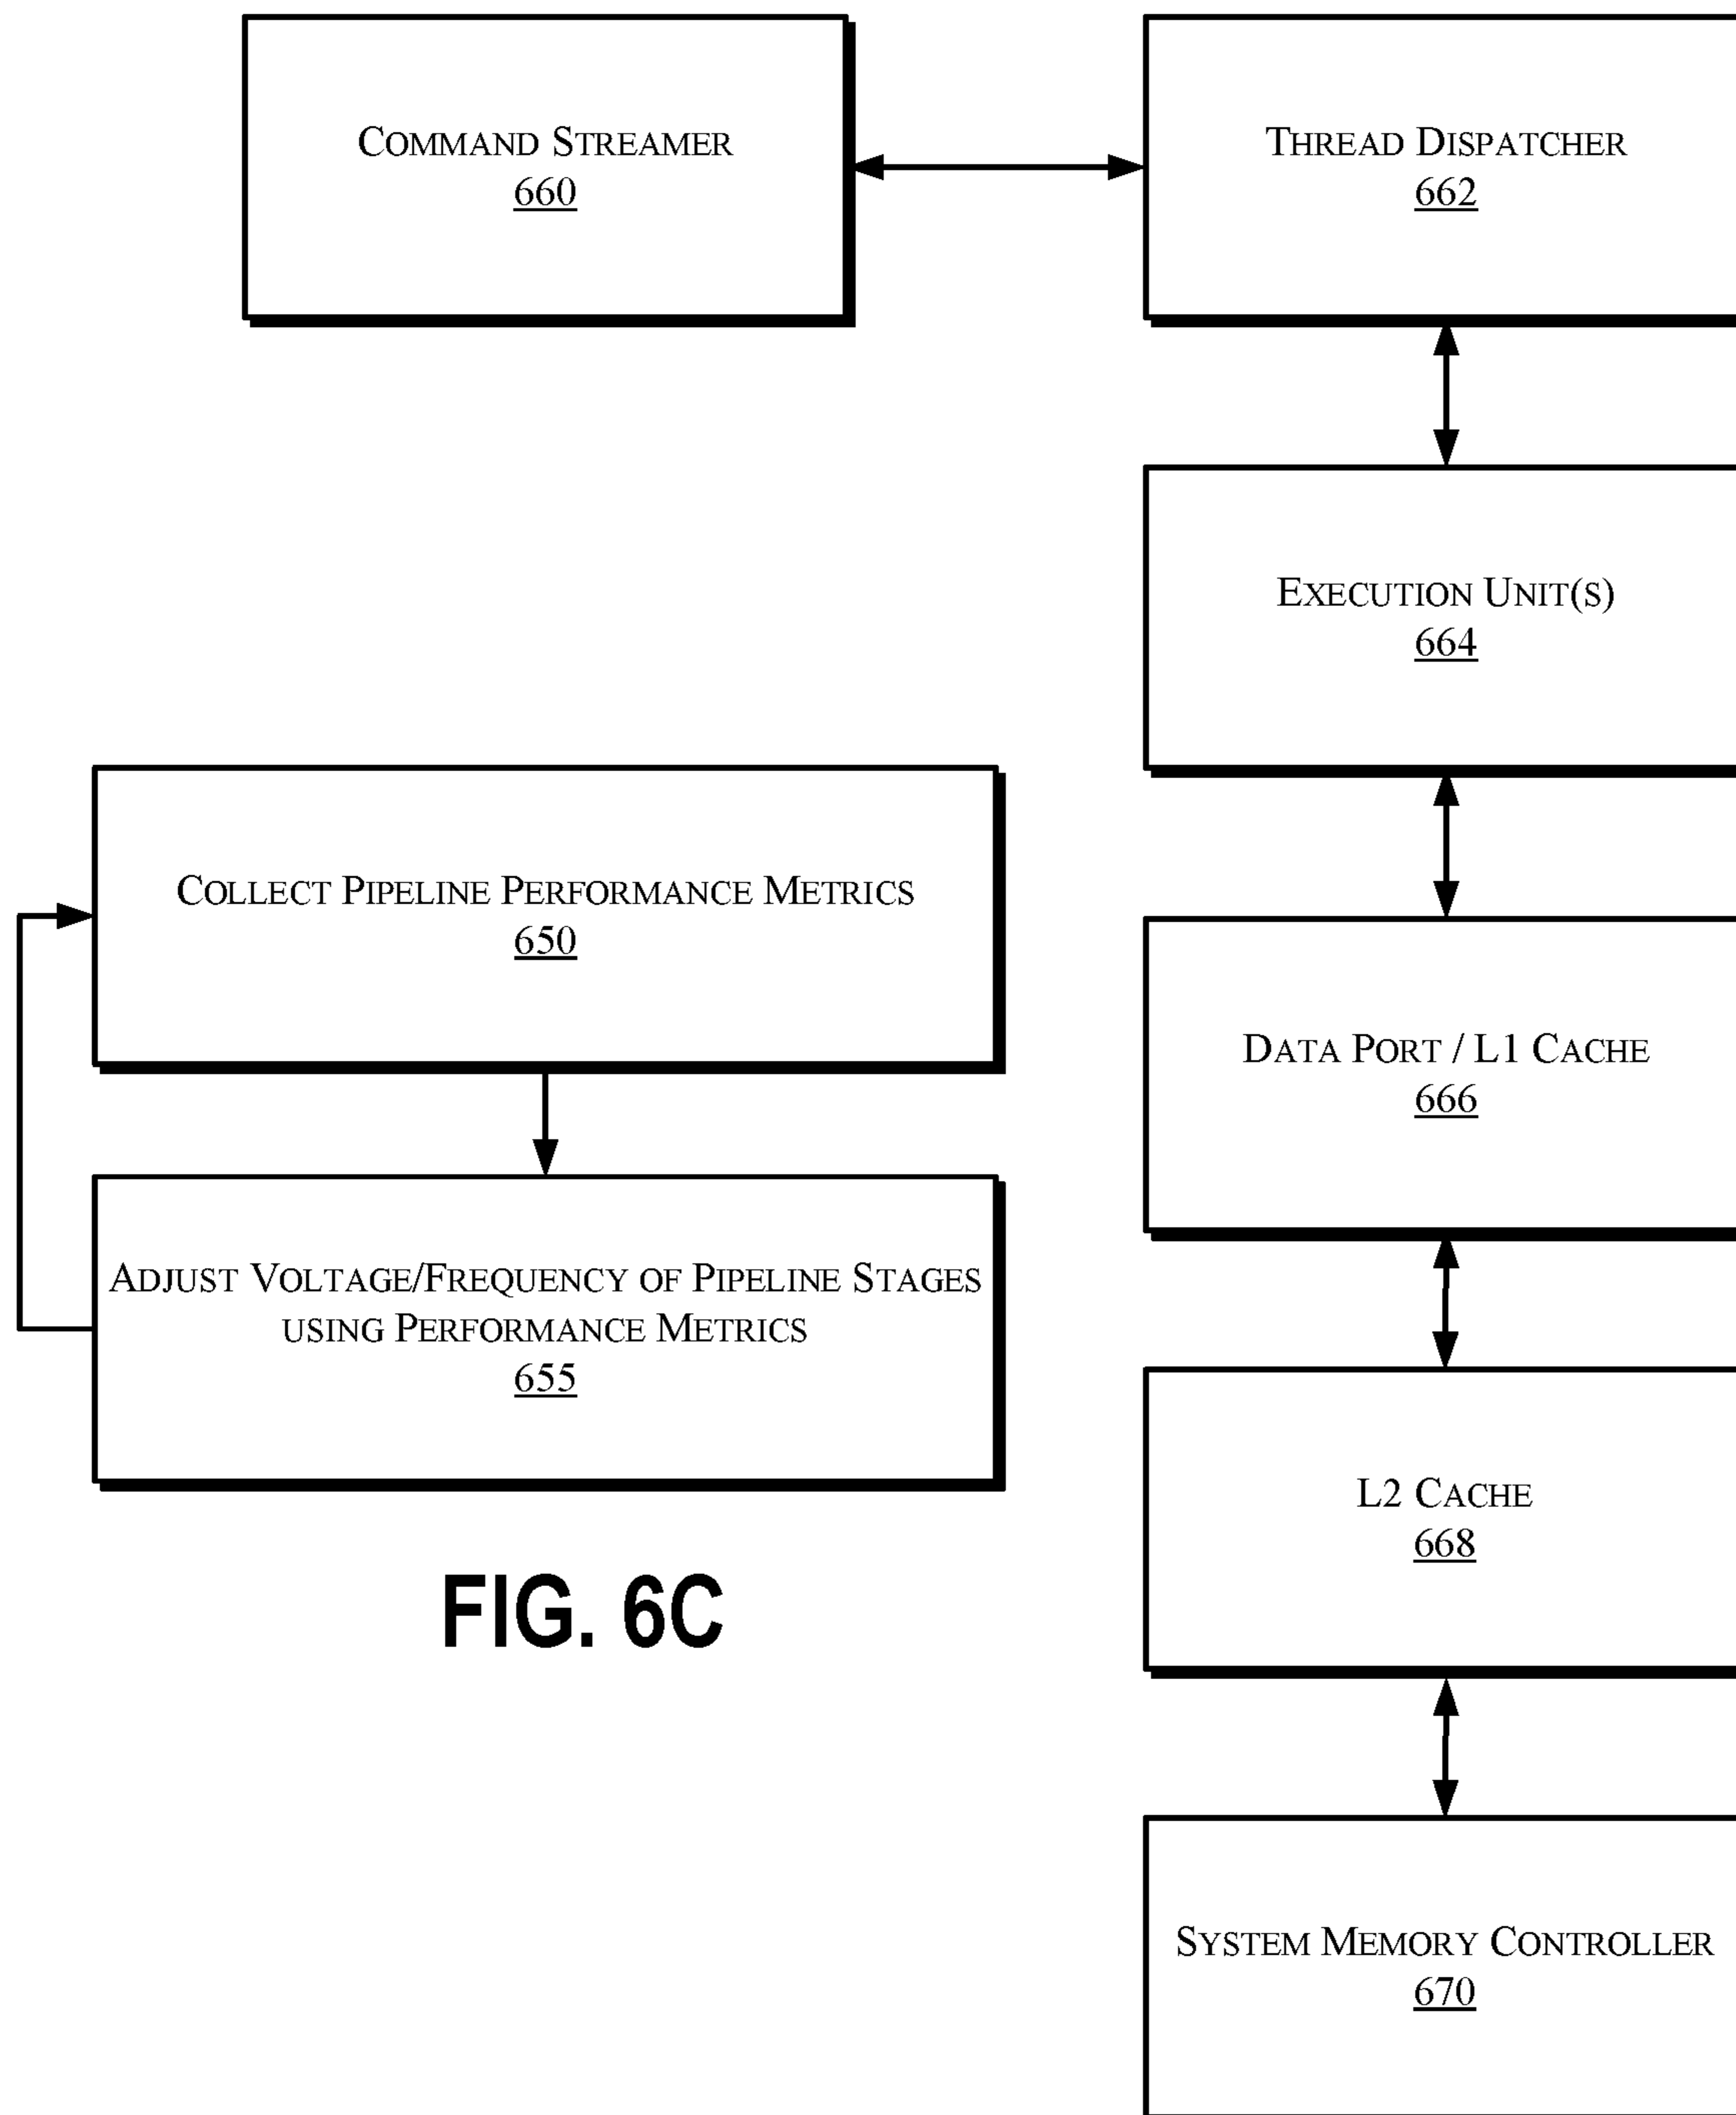 COMMAND STREAMER
660
THREAD DISPATCHER
662
EXECUTION UNIT(S)
664
COLLECT PIPELINE PERFORMANCE METRICS
650
ADJUST VOLTAGE/FREQUENCY OF PIPELINE STAGES
USING PERFORMANCE METRICS
655
FIG. 6C
DATA PORT / L1 CACHE
666
L2 CACHE
668
SYSTEM MEMORY CONTROLLER
670